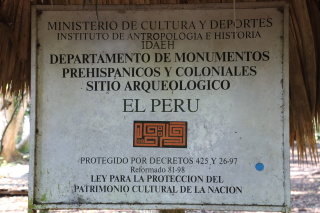 MINISTERIO DE CULTURA Y DEPORTES
INSTITUTO DE ANTROPOLOGIA E HISTORIA
IDAEH
DEPARTAMENTO DE MONUMENTOS
PREHISPANICOS Y COLONIALES
SITIO ARQUEOLOGICO
EL PERU
PROTEGIDO POR DECRETOS 425 Y 26-97
Reformado 81-98
LEY PARA LA PROTECCION DEL
PATRIMONIO CULTURAL DE LA NACION